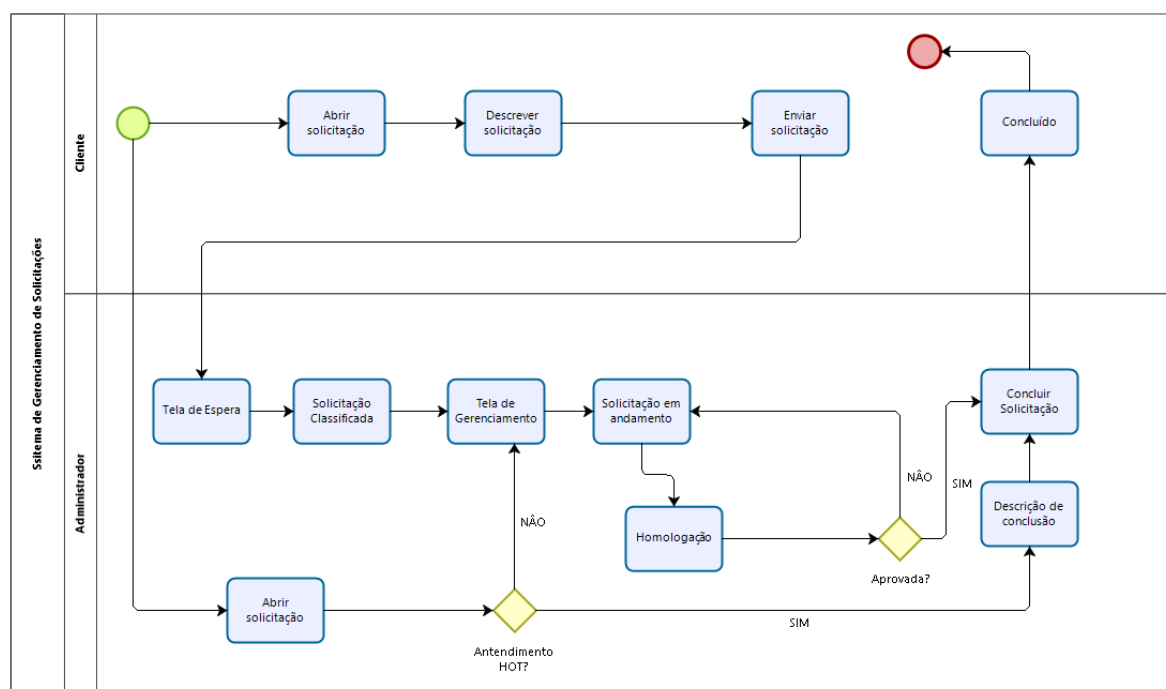 Ssitema de Gerenciamento de Solicitações
Cliente
Abrir
solicitação
Descrever
solicitação
Enviar
solicitação
Concluído
Administrador
Tela de Espera
Solicitação
Classificada
Tela de
Gerenciamento
Solicitação em
andamento
Concluir
Solicitação
NÂO
SIM
Descrição de
conclusão
NÂO
Homologação
Aprovada?
Abrir
solicitação
SIM
Antendimento
HOT?